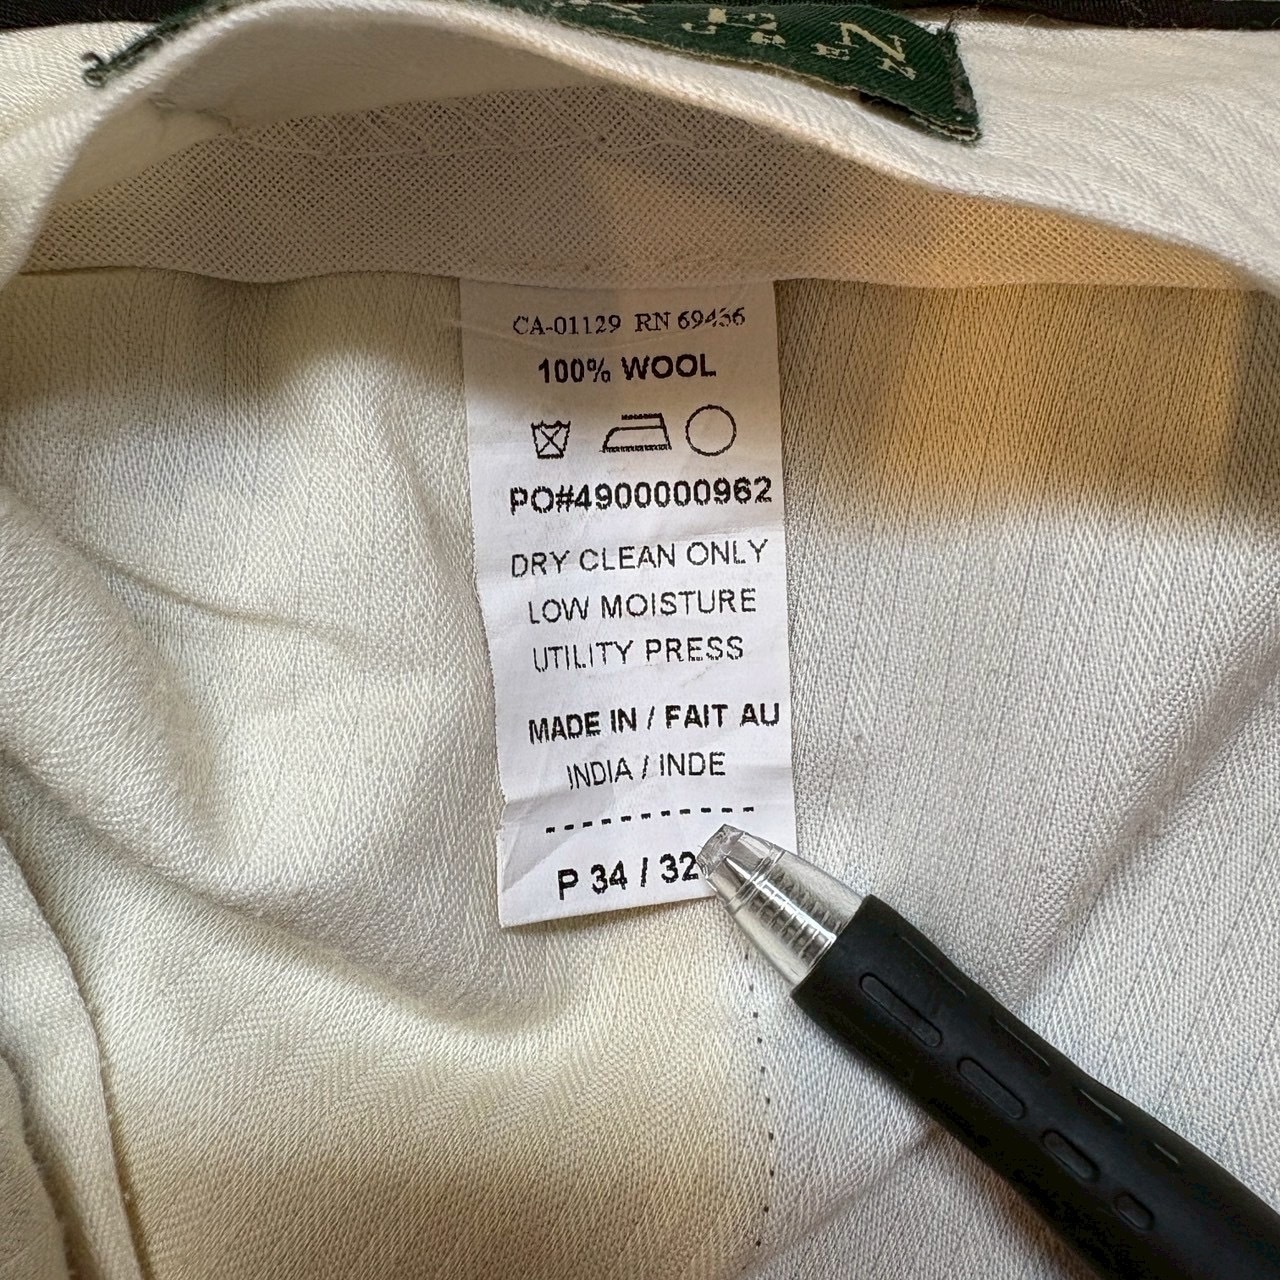 CA-01129 RN 69456
100% WOOL
PO#4900000962
DRY CLEAN ONLY
LOW MOISTURE
UTILITY PRESS
MADE IN / FAIT AU
INDIA / INDE
-----------
P 34 / 32